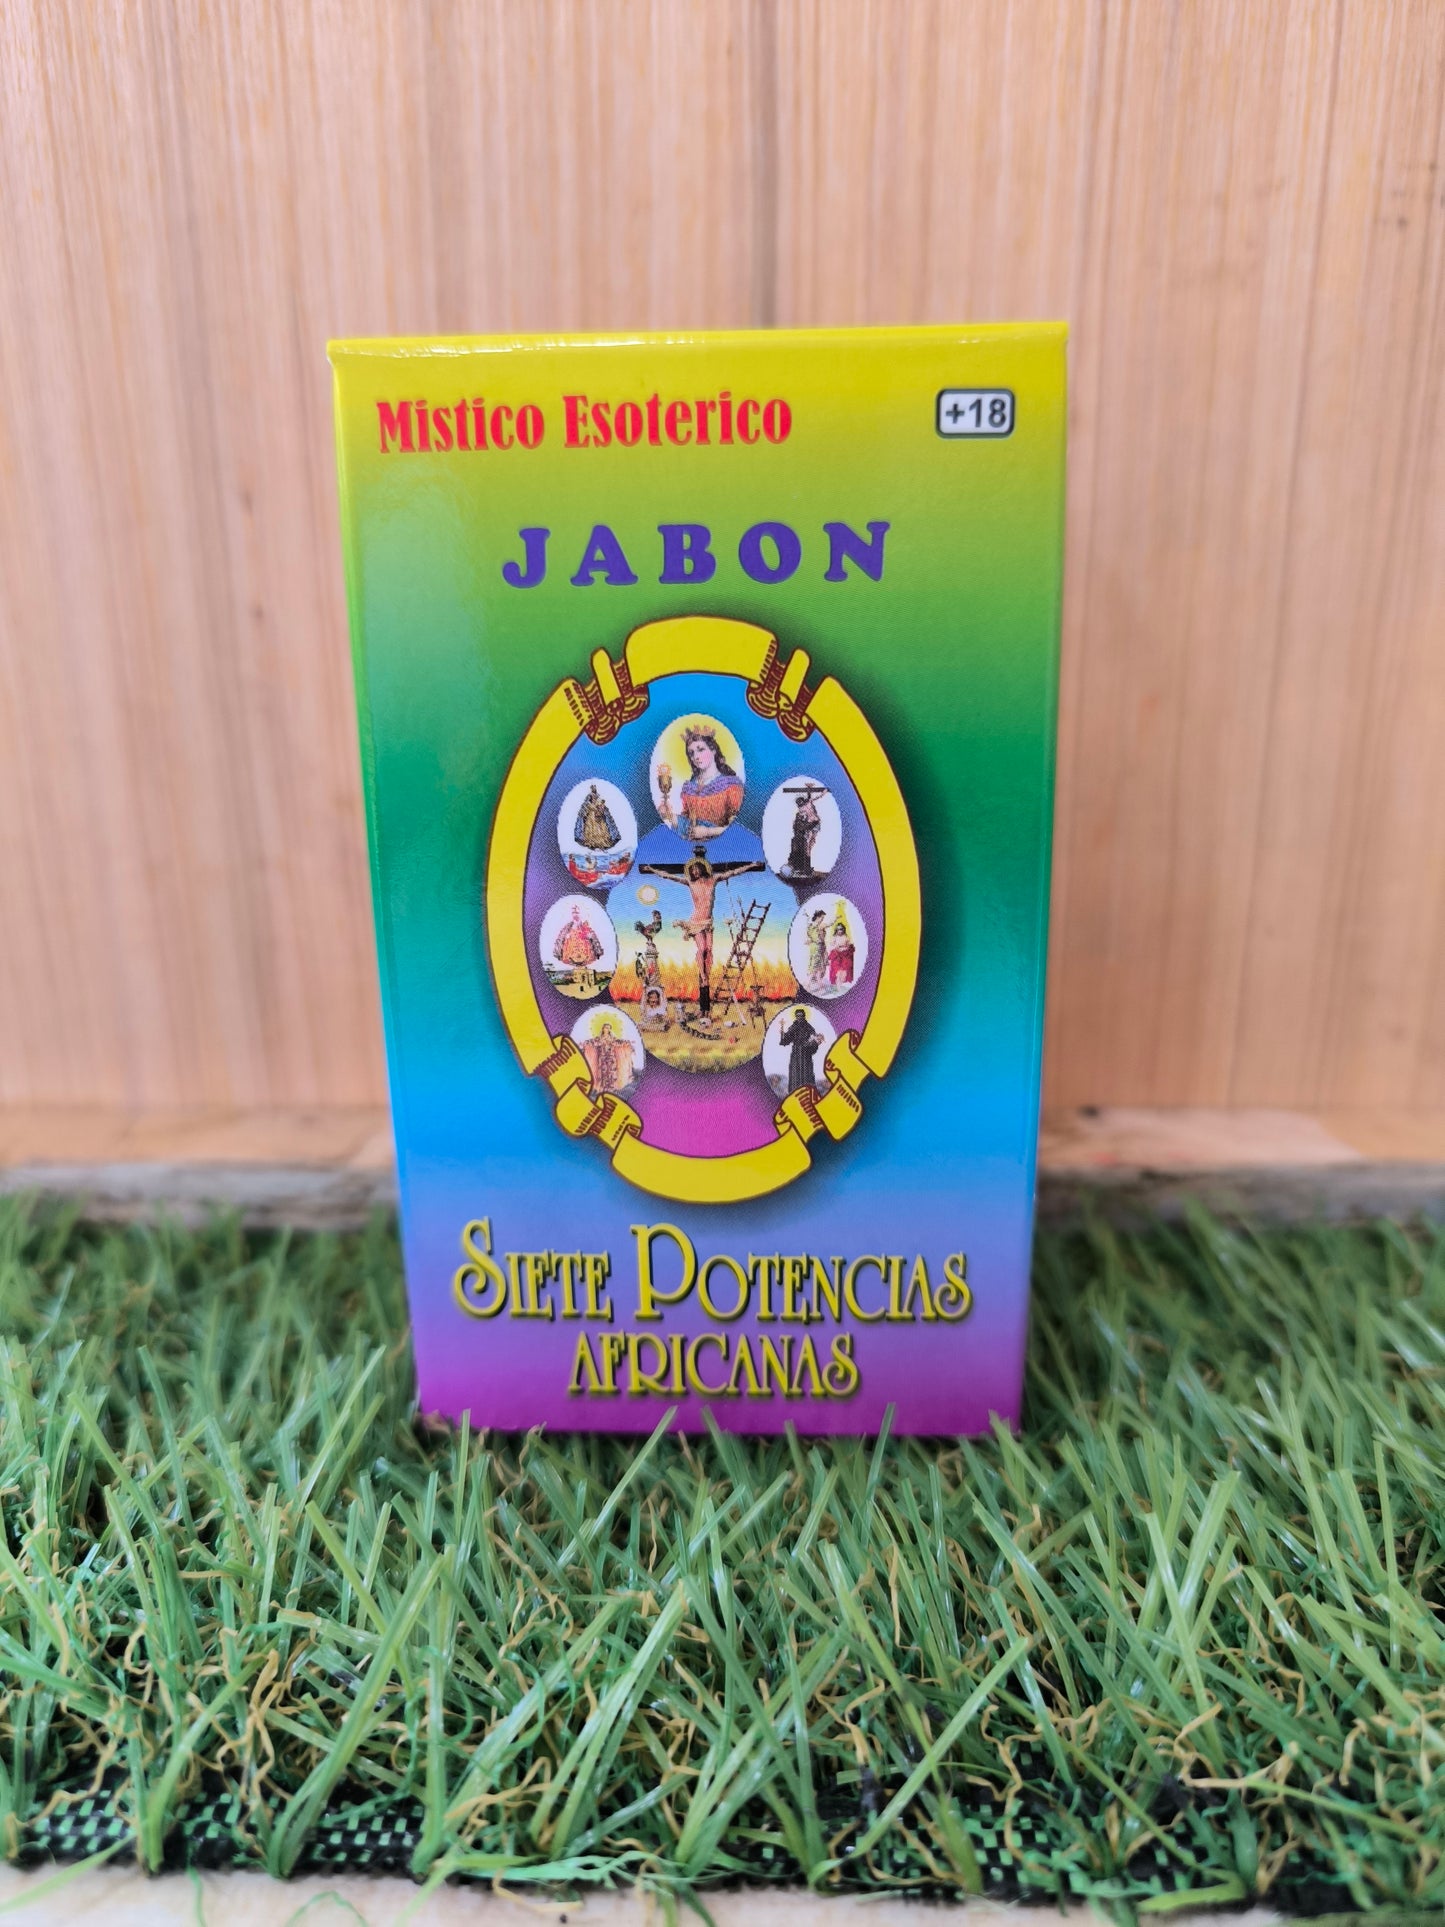 Mistico Esoterico
+18
JABON
SIETE POTENCIAS
AFRICANAS